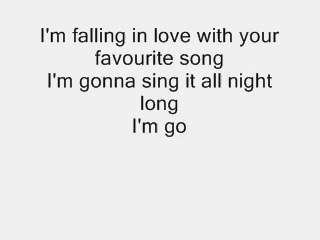 I'm falling in love with your
favourite song
I'm gonna sing it all night
long
I'm go